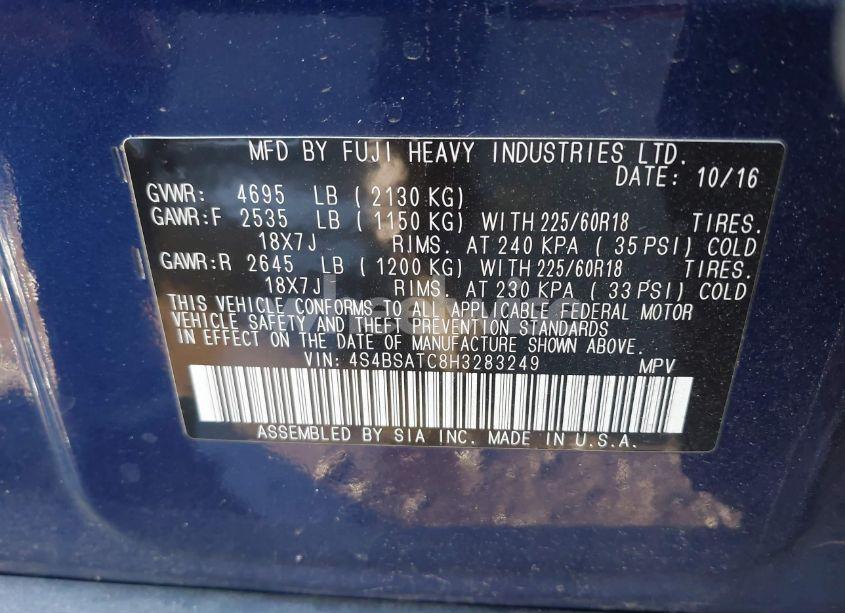 MFD BY FUJI HEAVY INDUSTRIES LTD.
DATE: 10/16
GVWR: 4695 LB ( 2130 KG)
GAWR:F 2535 LB ( 1150 KG) WITH 225/60R18 TIRES.
18X7J RIMS. AT 240 KPA ( 35 PSI) COLD
GAWR:R 2645 LB ( 1200 KG) WITH 225/60R18 TIRES.
18X7J RIMS. AT 230 KPA ( 33 PSI) COLD
THIS VEHICLE CONFORMS TO ALL APPLICABLE FEDERAL MOTOR
VEHICLE SAFETY AND THEFT PREVENTION STANDARDS
IN EFFECT ON THE DATE OF MANUFACTURE SHOWN ABOVE.
VIN: 4S4BSATC8H3283249 MPV
ASSEMBLED BY SIA INC. MADE IN U.S.A.